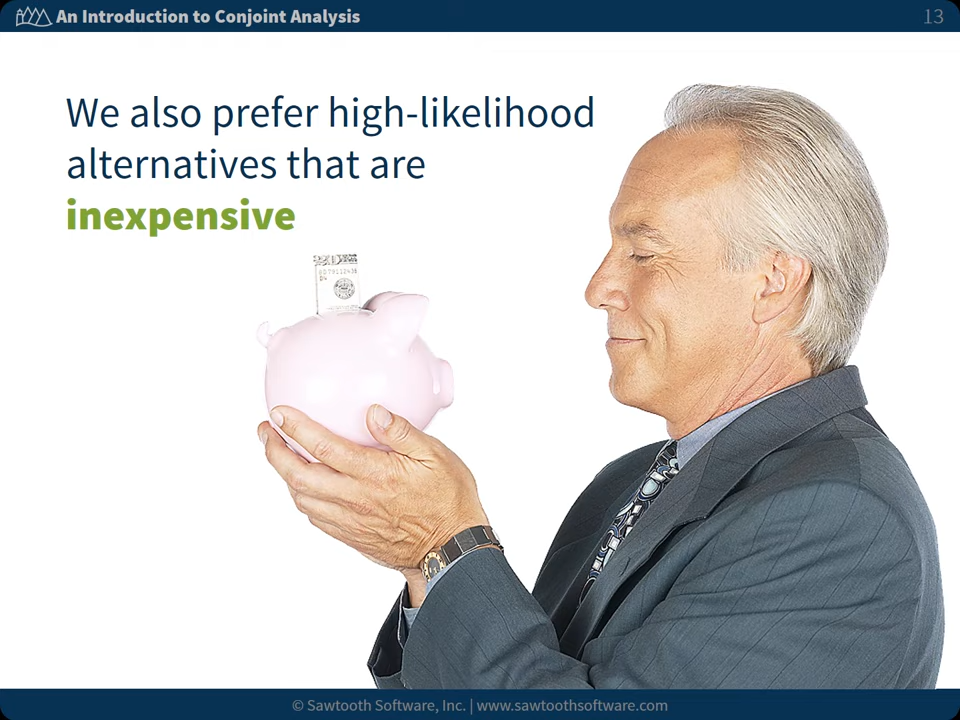 An Introduction to Conjoint Analysis
13
We also prefer high-likelihood
alternatives that are
inexpensive
© Sawtooth Software, Inc. | www.sawtoothsoftware.com